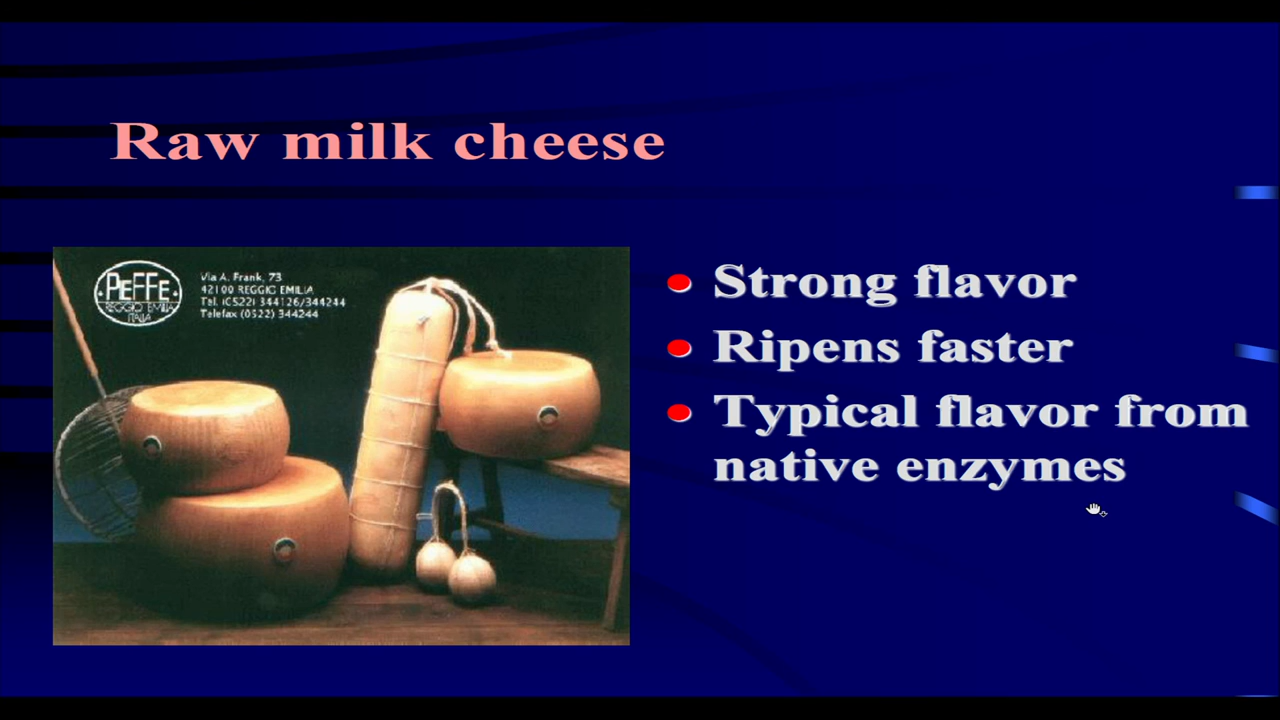 Raw milk cheese
PEFFE
REGGIO EMILIA
ITALIA
Via A. Frank, 73
42100 REGGIO EMILIA
Tel. (0522) 344126/344244
Telefax (0522) 344244
Strong flavor
Ripens faster
Typical flavor from
native enzymes